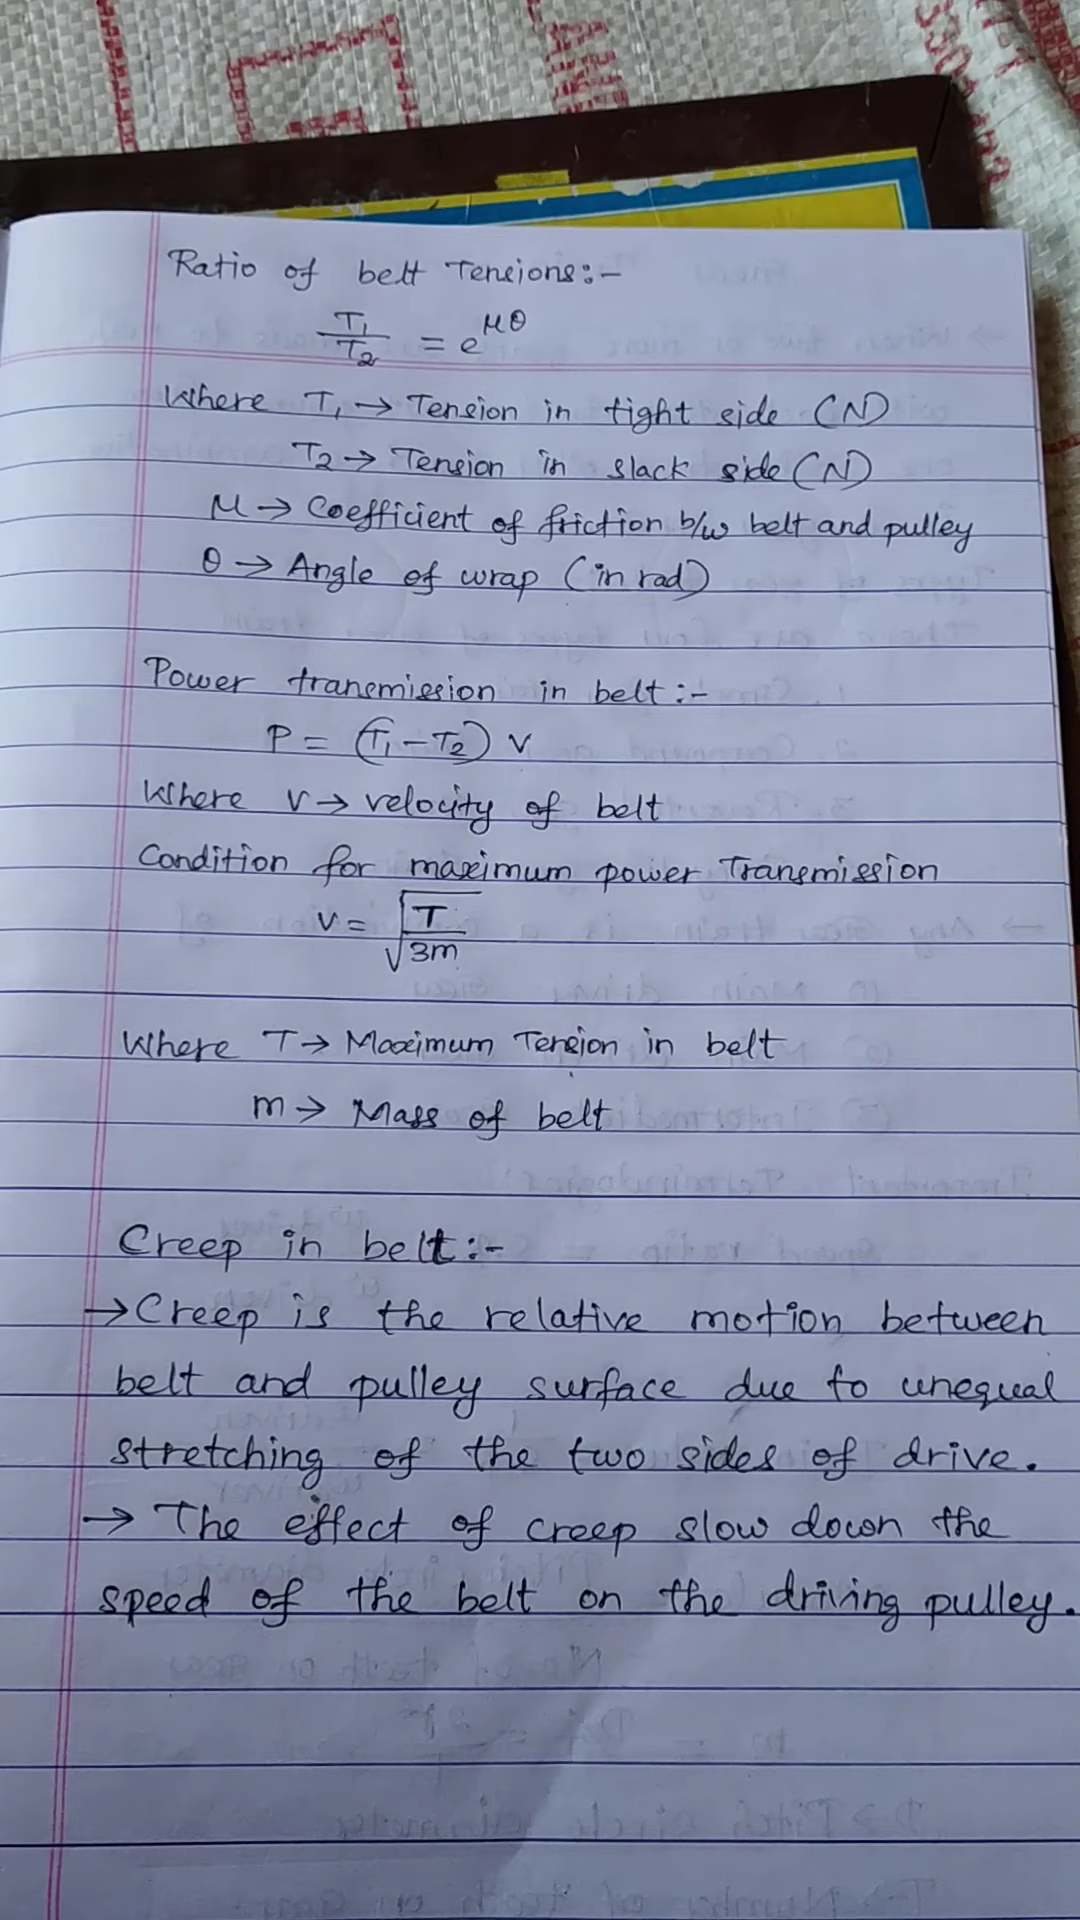 Ratio of belt Tensions:-
T₁/T₂ = e^μθ
Where T₁ → Tension in tight side (N)
T₂ → Tension in slack side (N)
μ → Coefficient of friction b/w belt and pulley
θ → Angle of wrap (in rad)
Power transmission in belt :-
P = (T₁ - T₂) v
Where v → velocity of belt
Condition for maximum power Transmission
v = √(T/3m)
Where T → Maximum Tension in belt
m → Mass of belt
Creep in belt :-
→ Creep is the relative motion between
belt and pulley surface due to unequal
stretching of the two sides of drive.
→ The effect of creep slow down the
speed of the belt on the driving pulley.